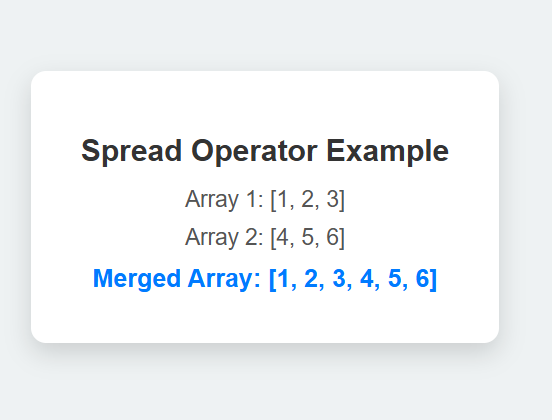 Spread Operator Example
Array 1: [1, 2, 3]
Array 2: [4, 5, 6]
Merged Array: [1, 2, 3, 4, 5, 6]